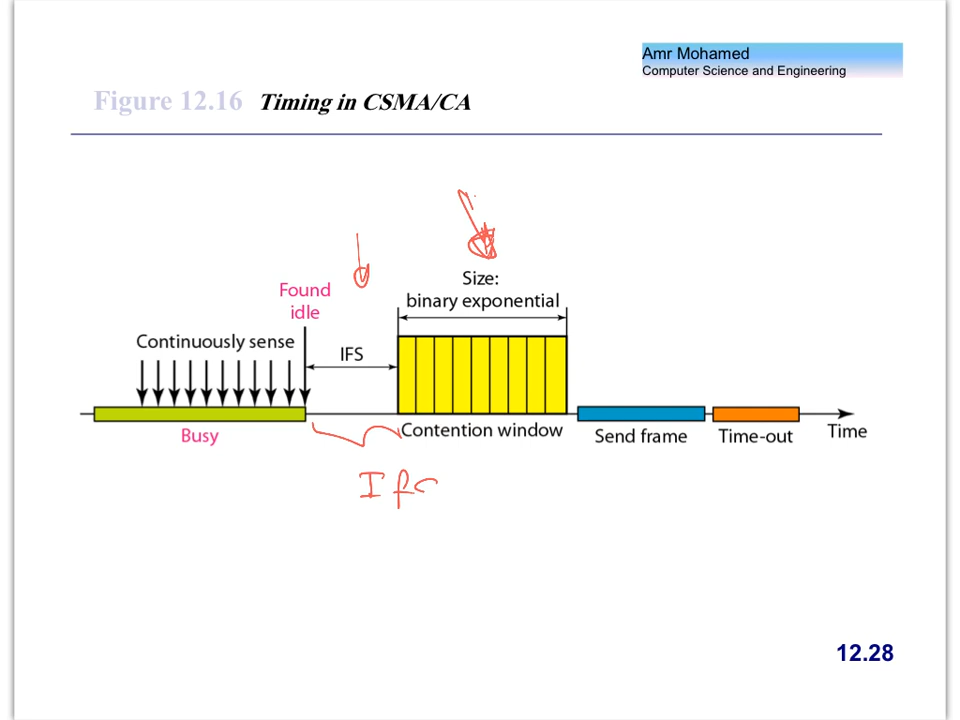 Amr Mohamed
Computer Science and Engineering
Figure 12.16 Timing in CSMA/CA
Size:
binary exponential
Found
idle
Continuously sense
IFS
Busy
Contention window
Send frame
Time-out
Time
Ifs
12.28